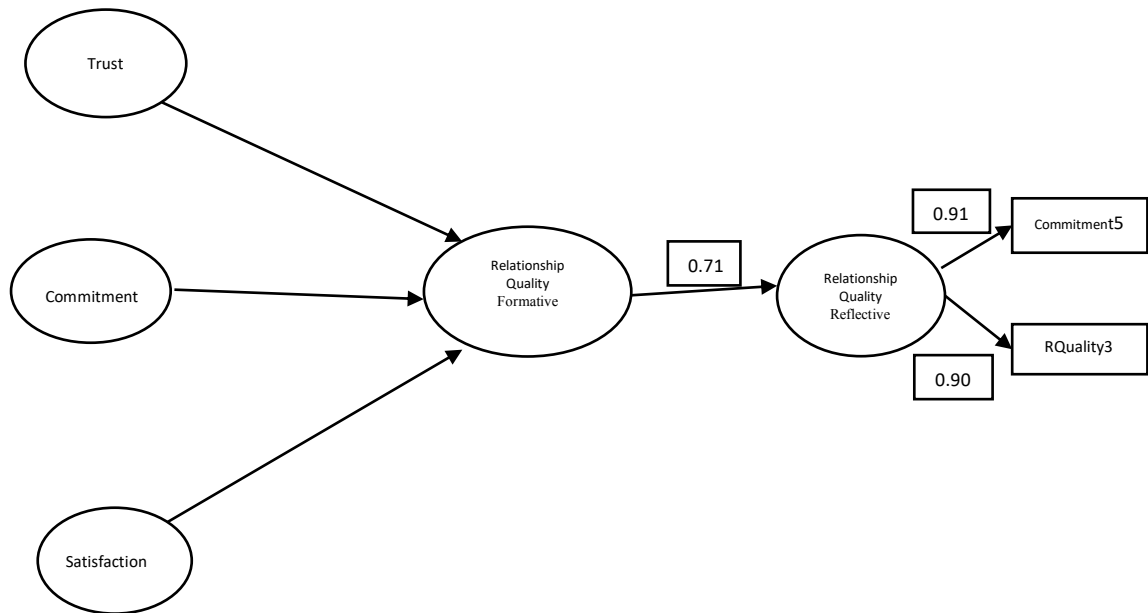 Trust
Commitment
Satisfaction
Relationship
Quality
Formative
0.71
Relationship
Quality
Reflective
0.91
0.90
Commitment5
RQuality3